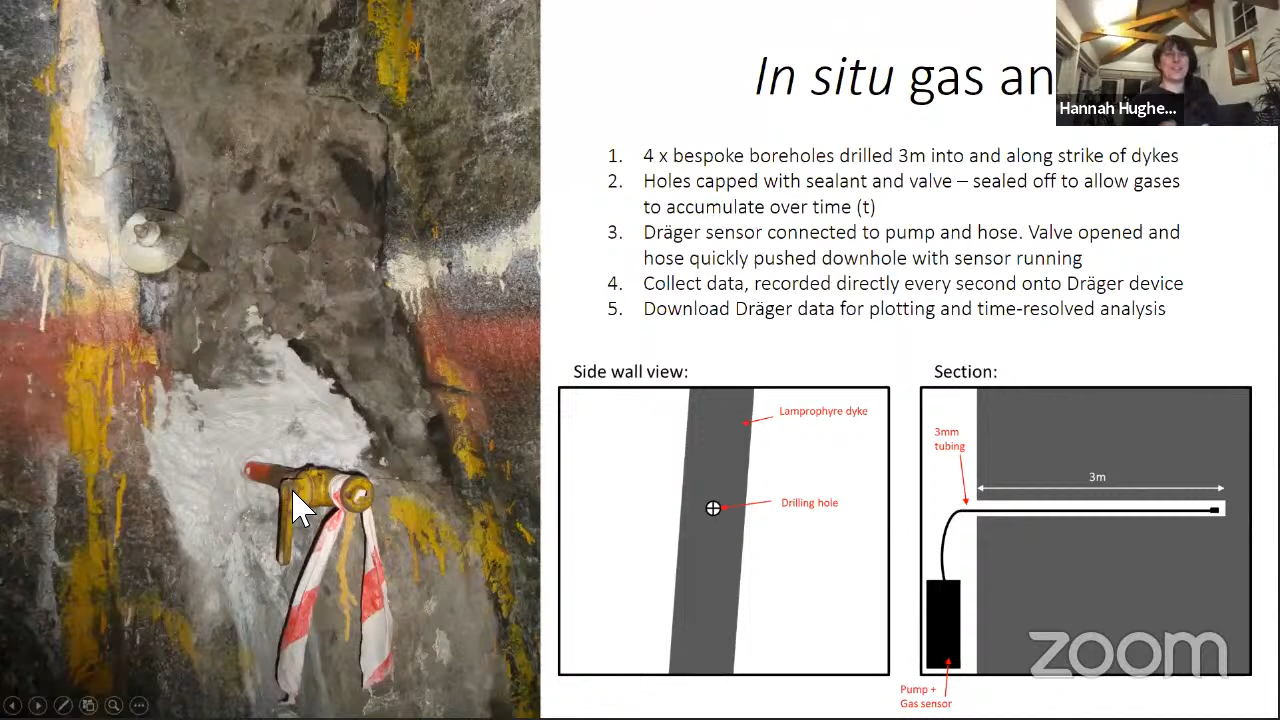 In situ gas an
Hannah Hughe...
1. 4 x bespoke boreholes drilled 3m into and along strike of dykes
2. Holes capped with sealant and valve – sealed off to allow gases
to accumulate over time (t)
3. Dräger sensor connected to pump and hose. Valve opened and
hose quickly pushed downhole with sensor running
4. Collect data, recorded directly every second onto Dräger device
5. Download Dräger data for plotting and time-resolved analysis
Side wall view:
Lamprophyre dyke
Drilling hole
Section:
3mm
tubing
3m
Pump +
Gas sensor
zoom